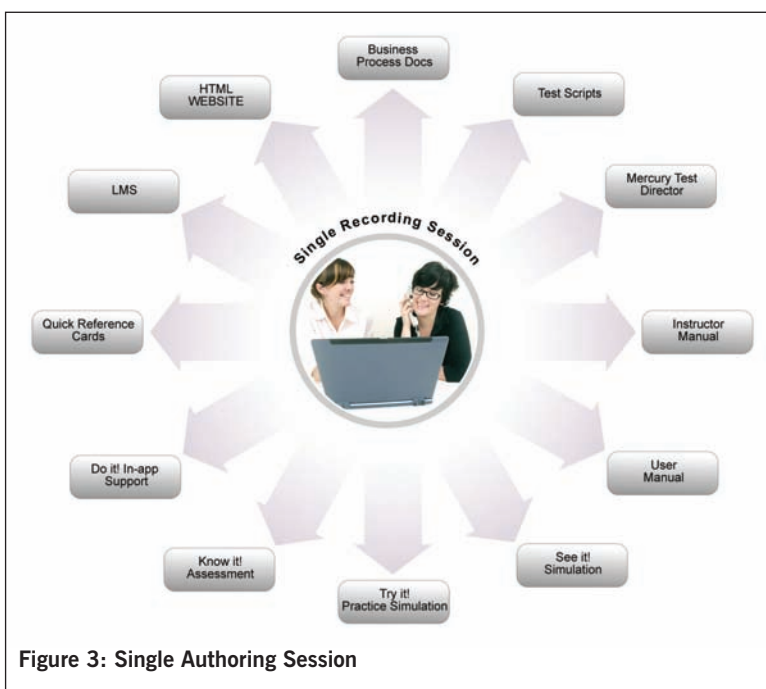 Business
Process Docs
Test Scripts
Mercury Test
Director
Instructor
Manual
User
Manual
See it!
Simulation
Try it!
Practice Simulation
Know it!
Assessment
Do it! In-app
Support
Quick Reference
Cards
LMS
HTML
WEBSITE
Single Recording Session
Figure 3: Single Authoring Session